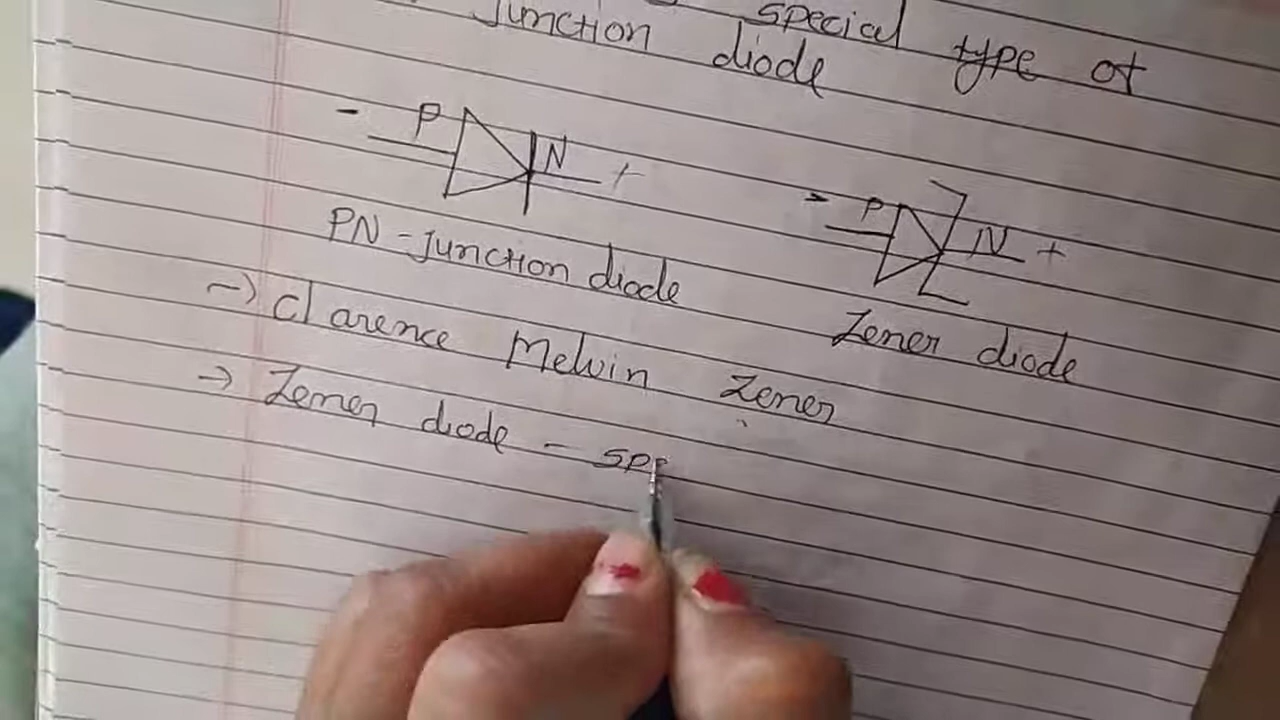 special type of
junction diode
- P N +
- P N +
PN-junction diode
Zener diode
→ Clarence Melvin Zener
→ Zener diode - spe